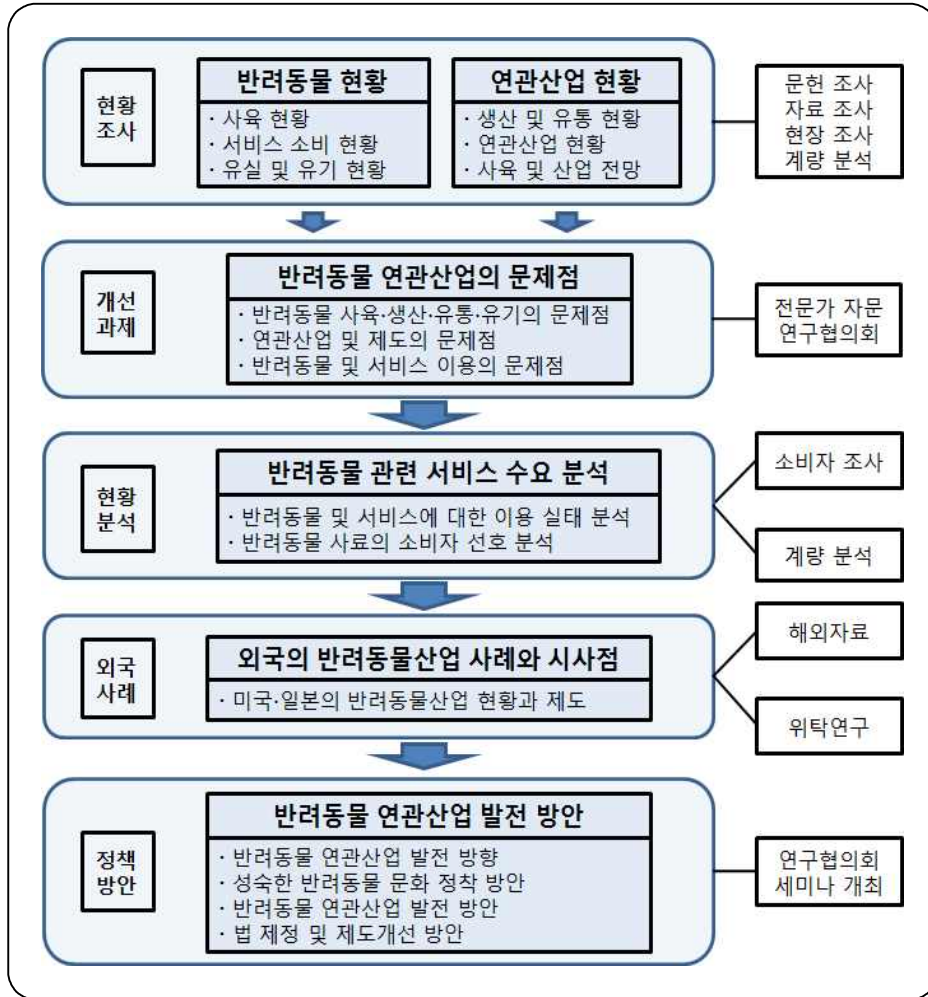 현황
조사
반려동물 현황
· 사육 현황
· 서비스 소비 현황
· 유실 및 유기 현황
연관산업 현황
· 생산 및 유통 현황
· 연관산업 현황
· 사육 및 산업 전망
문헌 조사
자료 조사
현장 조사
계량 분석
개선
과제
반려동물 연관산업의 문제점
· 반려동물 사육·생산·유통·유기의 문제점
· 연관산업 및 제도의 문제점
· 반려동물 및 서비스 이용의 문제점
전문가 자문
연구협의회
현황
분석
반려동물 관련 서비스 수요 분석
· 반려동물 및 서비스에 대한 이용 실태 분석
· 반려동물 사료의 소비자 선호 분석
소비자 조사
계량 분석
외국
사례
외국의 반려동물산업 사례와 시사점
· 미국·일본의 반려동물산업 현황과 제도
해외자료
위탁연구
정책
방안
반려동물 연관산업 발전 방안
· 반려동물 연관산업 발전 방향
· 성숙한 반려동물 문화 정착 방안
· 반려동물 연관산업 발전 방안
· 법 제정 및 제도개선 방안
연구협의회
세미나 개최